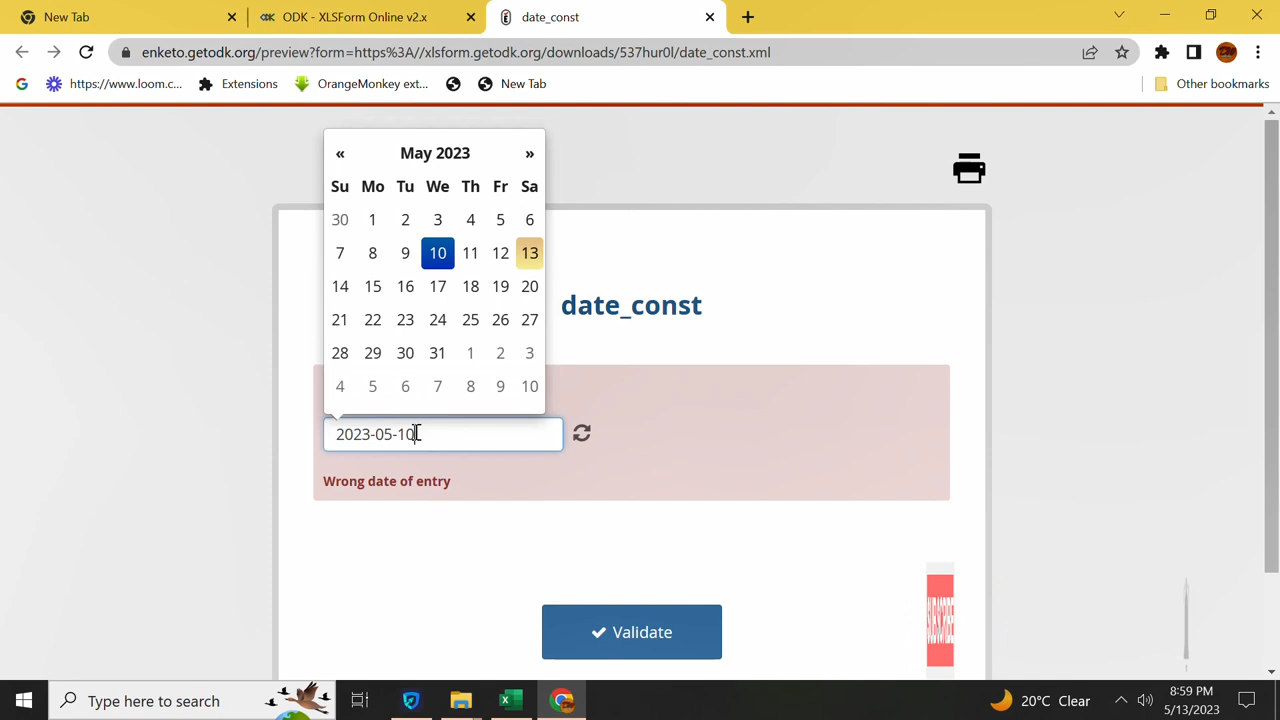 New Tab
ODK - XLSForm Online v2.x
date_const
enketo.getodk.org/preview?form=https%3A//xlsform.getodk.org/downloads/537hur0l/date_const.xml
https://www.loom.c...
Extensions
OrangeMonkey ext...
New Tab
Other bookmarks
« May 2023 »
Su Mo Tu We Th Fr Sa
30 1 2 3 4 5 6
7 8 9 10 11 12 13
14 15 16 17 18 19 20
21 22 23 24 25 26 27
28 29 30 31 1 2 3
4 5 6 7 8 9 10
date_const
2023-05-10
Wrong date of entry
SUBSCRIBE
Validate
Type here to search
20°C Clear
8:59 PM
5/13/2023